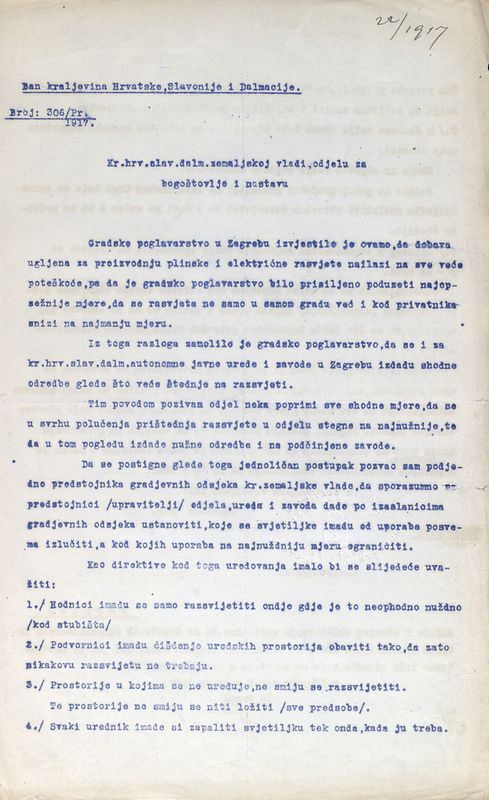 22/1917
Ban kraljevina Hrvatske,Slavonije i Dalmacije.
Broj: 306/Pr.
1917.
Kr.hrv.slav.dalm.zemaljskoj vladi,odjelu za
bogoštovlje i nastavu
Gradsko poglavarstvo u Zagrebu izvjestilo je ovamo,da dobava
ugljena za proizvodnju plinske i električne rasvjete nailazi na sve veće
poteškoće,pa da je gradsko poglavarstvo bilo prisiljeno poduzeti najop-
sežnije mjere,da se rasvjeta ne samo u samom gradu već i kod privatnika
snizi na najmanju mjeru.
Iz toga razloga zamolilo je gradsko poglavarstvo,da se i za
kr.hrv.slav.dalm.autonomne javne urede i zavode u Zagrebu izdadu shodne
odredbe glede što veće štednje na razsvjeti.
Tim povodom pozivam odjel neka poprimi sve shodne mjere,da se
u svrhu polučenja prištednja razsvjete u odjelu stegne na najnužnije,te
da u tom pogledu izdade nužne odredbe i na podčinjene zavode.
Da se postigne glede toga jednoličan postupak pozvao sam podje-
dno predstojnika gradjevnih odsjeka kr.zemaljske vlade,da sporazumno
predstojnici /upravitelji/ odjela,ureda i zavoda dade po izaslanicima
gradjevnih odsjeka ustanoviti,koje se svjetiljke imadu od uporaba posve-
ma izlučiti,a kod kojih uporaba na najnuždniju mjeru ograničiti.
Kao direktive kod toga uredovanja imalo bi se slijedeće uva-
žiti:
1./ Hodnici imadu se samo razsvijetiti ondje gdje je to neophodno nuždno
/kod stubišta/
2./ Podvornici imadu čišćenje uredskih prostorija obaviti tako,da zato
nikakovu razsvijetu ne trebaju.
3./ Prostorije u kojima se ne ureduje,ne smiju se razsvijetiti.
Te prostorije ne smiju se niti ložiti /sve predsobe/.
4./ Svaki urednik imade si zapaliti svjetiljku tek onda,kada ju treba.